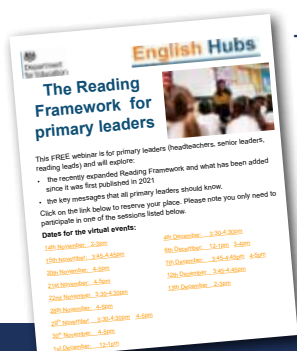 Department
for Education
English Hubs
The Reading
Framework for
primary leaders
This FREE webinar is for primary leaders (headteachers, senior leaders,
reading leads) and will explore:
• the recently expanded Reading Framework and what has been added
since it was first published in 2021
• the key messages that all primary leaders should know.
Click on the link below to reserve your place. Please note you only need to
participate in one of the sessions listed below.
Dates for the virtual events:
14th November 2-3pm
15th November 3:45-4:45pm
20th November 4-5pm
21st November 4-5pm
22nd November 3:30-4:30pm
28th November 4-5pm
29th November 3:30-4:30pm 4-5pm
30th November 4-5pm
1st December 12-1pm
4th December 3:30-4:30pm
6th December 12-1pm 3-4pm
7th December 3:45-4:45pm 4-5pm
12th December 3:45-4:45pm
13th December 2-3pm